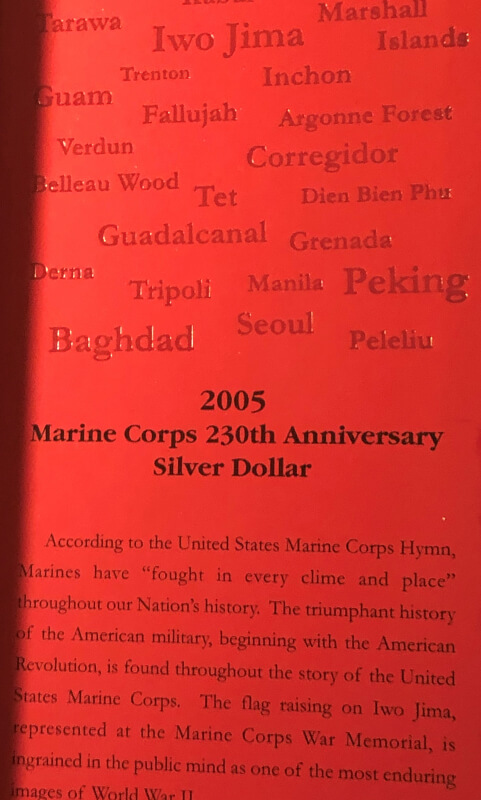 Marshall
Tarawa
Iwo Jima
Islands
Trenton
Inchon
Guam
Fallujah
Argonne Forest
Verdun
Corregidor
Belleau Wood
Tet
Dien Bien Phu
Guadalcanal
Grenada
Derna
Tripoli
Manila
Peking
Baghdad
Seoul
Peleliu
2005
Marine Corps 230th Anniversary
Silver Dollar
According to the United States Marine Corps Hymn,
Marines have “fought in every clime and place”
throughout our Nation’s history. The triumphant history
of the American military, beginning with the American
Revolution, is found throughout the story of the United
States Marine Corps. The flag raising on Iwo Jima,
represented at the Marine Corps War Memorial, is
ingrained in the public mind as one of the most enduring
images of World War II